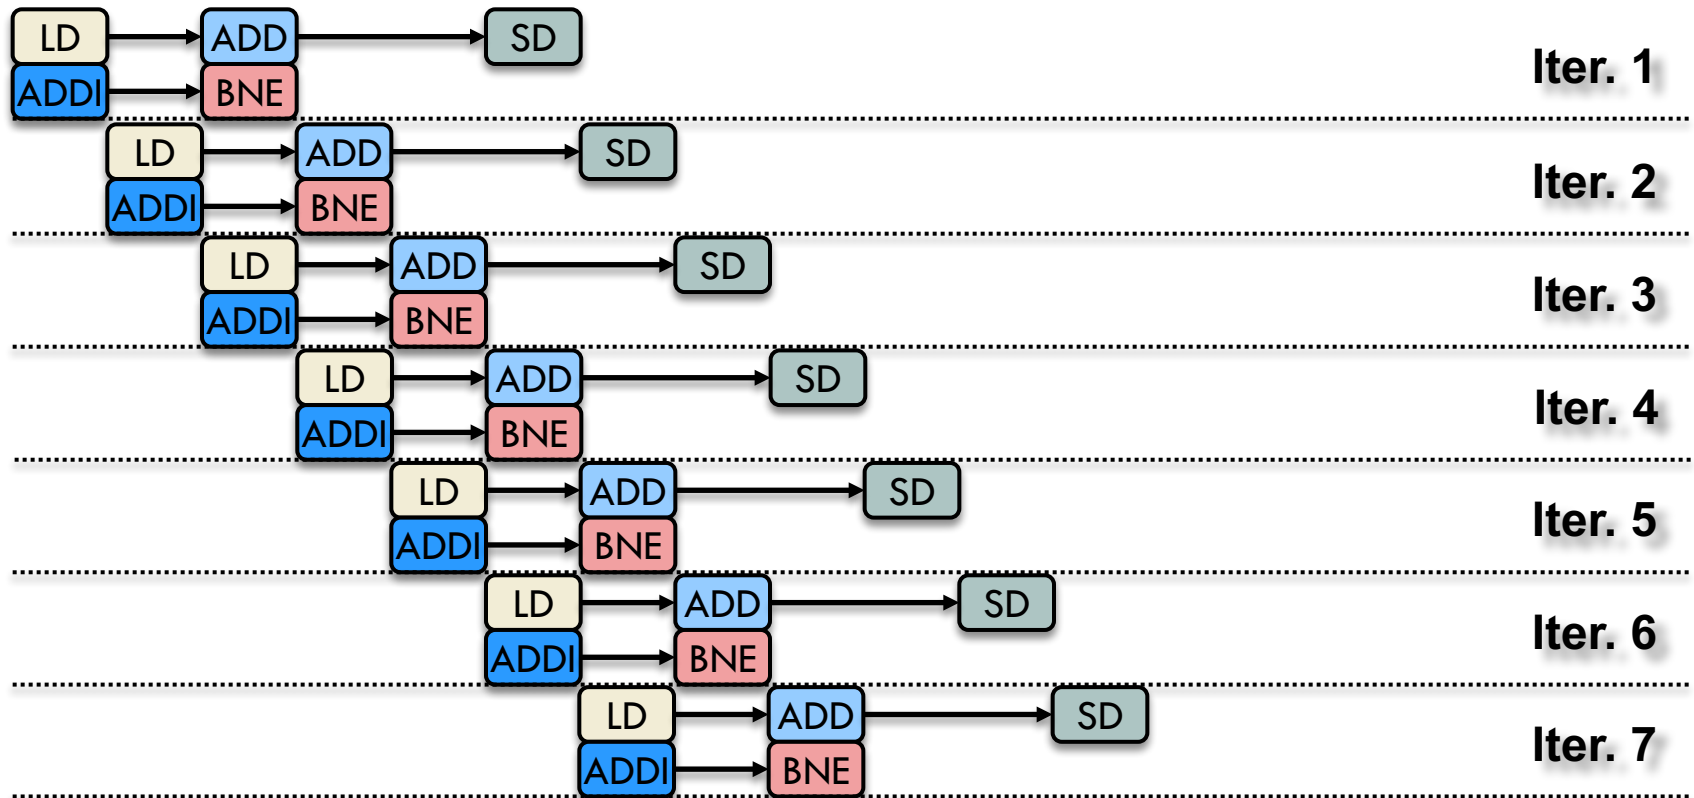 LD ADD SD
Iter. 1
ADDI BNE
LD ADD SD
Iter. 2
ADDI BNE
LD ADD SD
Iter. 3
ADDI BNE
LD ADD SD
Iter. 4
ADDI BNE
LD ADD SD
Iter. 5
ADDI BNE
LD ADD SD
Iter. 6
ADDI BNE
LD ADD SD
Iter. 7
ADDI BNE